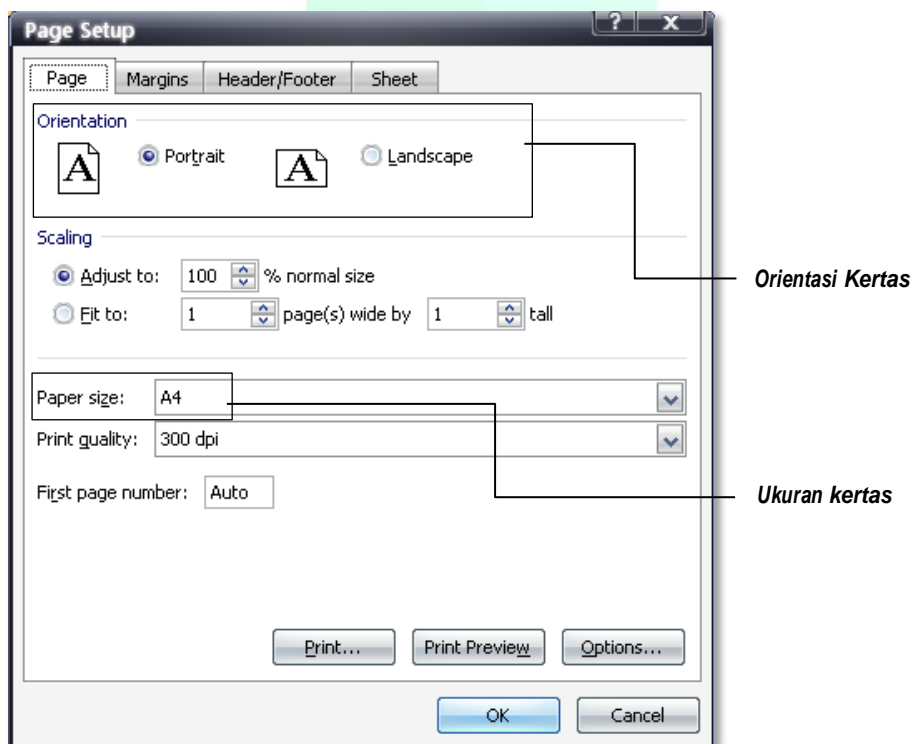 Page Setup
? X
Page Margins Header/Footer Sheet
Orientation
A Portrait A Landscape
Scaling
Adjust to: 100 % normal size
Orientasi Kertas
Fit to: 1 page(s) wide by 1 tall
Paper size: A4
Print quality: 300 dpi
First page number: Auto
Ukuran kertas
Print... Print Preview Options...
OK Cancel